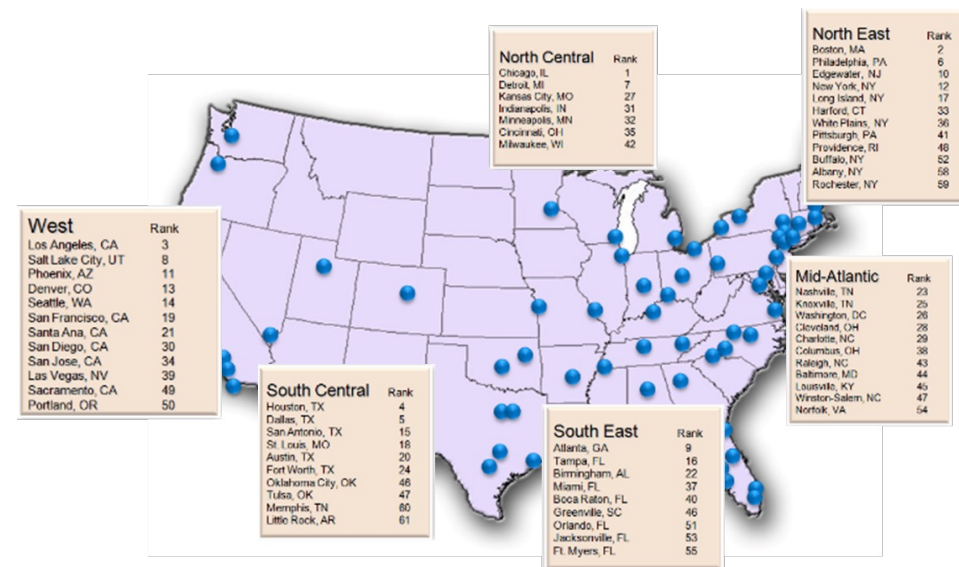 North Central Rank
Chicago, IL 1
Detroit, MI 7
Kansas City, MO 27
Indianapolis, IN 31
Minneapolis, MN 32
Cincinnati, OH 35
Milwaukee, WI 42
North East Rank
Boston, MA 2
Philadelphia, PA 6
Edgewater, NJ 10
New York, NY 12
Long Island, NY 17
Harford, CT 33
White Plains, NY 36
Pittsburgh, PA 41
Providence, RI 48
Buffalo, NY 52
Albany, NY 58
Rochester, NY 59
West Rank
Los Angeles, CA 3
Salt Lake City, UT 8
Phoenix, AZ 11
Denver, CO 13
Seattle, WA 14
San Francisco, CA 19
Santa Ana, CA 21
San Diego, CA 30
San Jose, CA 34
Las Vegas, NV 39
Sacramento, CA 49
Portland, OR 50
Mid-Atlantic Rank
Nashville, TN 23
Knoxville, TN 25
Washington, DC 26
Cleveland, OH 28
Charlotte, NC 29
Columbus, OH 38
Raleigh, NC 43
Baltimore, MD 44
Louisville, KY 45
Winston-Salem, NC 47
Norfolk, VA 54
South Central Rank
Houston, TX 4
Dallas, TX 5
San Antonio, TX 15
St. Louis, MO 18
Austin, TX 20
Fort Worth, TX 24
Oklahoma City, OK 46
Tulsa, OK 47
Memphis, TN 60
Little Rock, AR 61
South East Rank
Atlanta, GA 9
Tampa, FL 16
Birmingham, AL 22
Miami, FL 37
Boca Raton, FL 40
Greenville, SC 46
Orlando, FL 51
Jacksonville, FL 53
Ft. Myers, FL 55